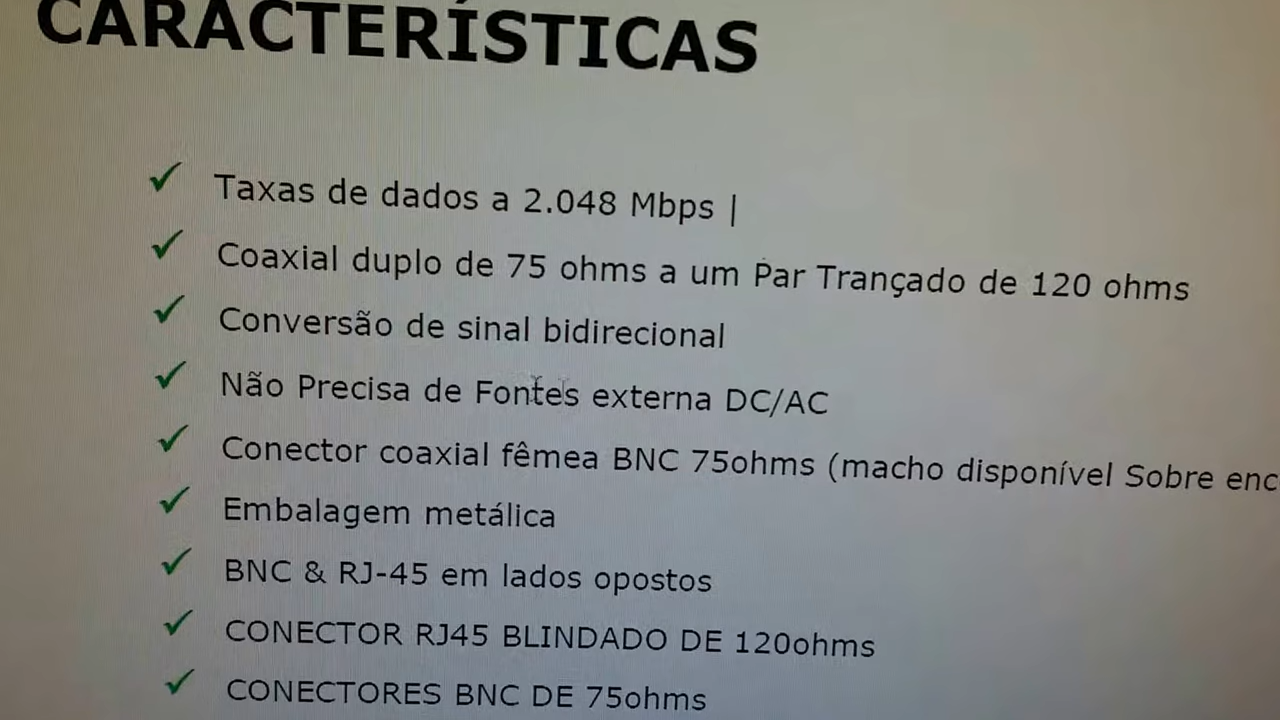 CARACTERÍSTICAS
Taxas de dados a 2.048 Mbps |
Coaxial duplo de 75 ohms a um Par Trançado de 120 ohms
Conversão de sinal bidirecional
Não Precisa de Fontes externa DC/AC
Conector coaxial fêmea BNC 75ohms (macho disponível Sobre enc
Embalagem metálica
BNC & RJ-45 em lados opostos
CONECTOR RJ45 BLINDADO DE 120ohms
CONECTORES BNC DE 75ohms